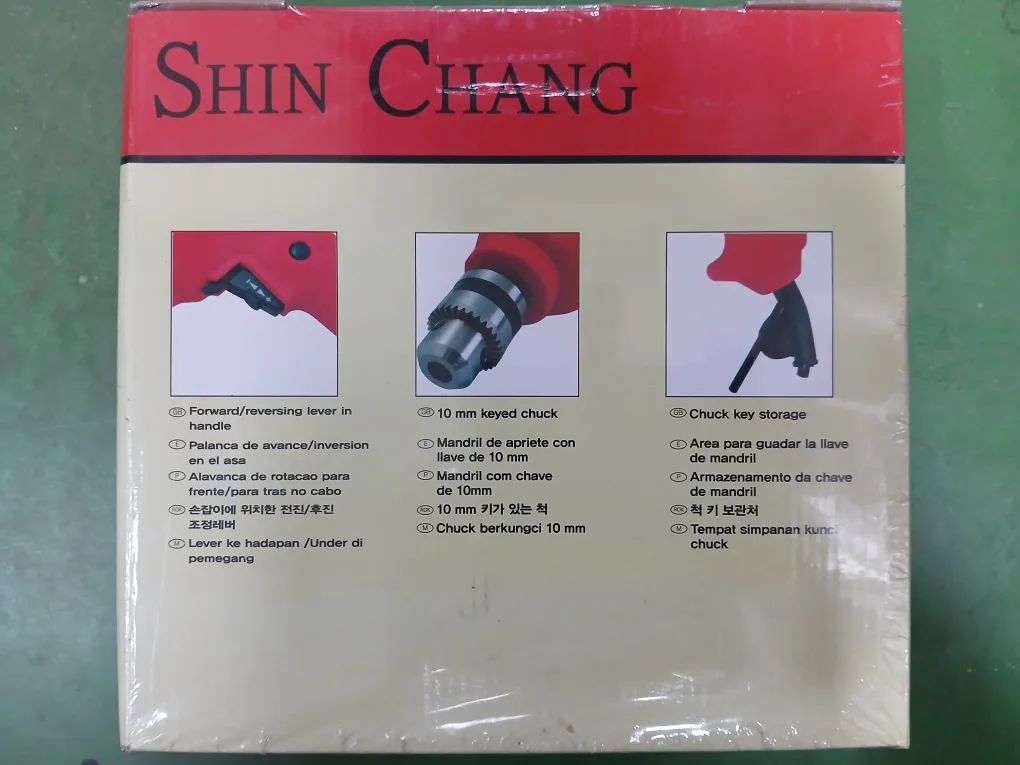 SHIN CHANG
GB Forward/reversing lever in
handle
E Palanca de avance/inversion
en el asa
P Alavanca de rotacao para
frente/para tras no cabo
ROK 손잡이에 위치한 전진/후진
조정레버
M Lever ke hadapan /Under di
pemegang
GB 10 mm keyed chuck
E Mandril de apriete con
llave de 10 mm
P Mandril com chave
de 10mm
ROK 10 mm 키가 있는 척
M Chuck berkungci 10 mm
GB Chuck key storage
E Area para guadar la llave
de mandril
P Armazenamento da chave
de mandril
ROK 척 키 보관처
M Tempat simpanan kunci
chuck